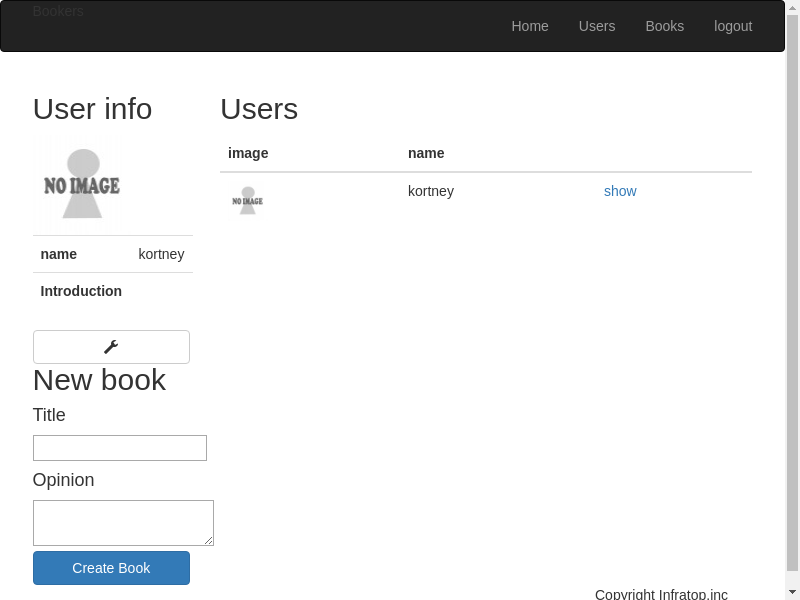 Bookers
Home Users Books logout
User info
NO IMAGE
name kortney
Introduction
New book
Title
Opinion
Create Book
Users
image name
NO IMAGE kortney show
Copyright Infratop.inc